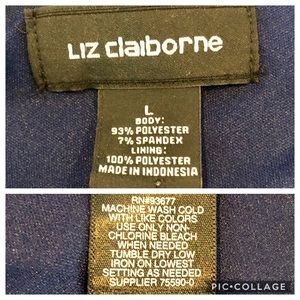 LIZ claiborne
L
BODY:
93% POLYESTER
7% SPANDEX
LINING:
100% POLYESTER
MADE IN INDONESIA
RN#93677
MACHINE WASH COLD
WITH LIKE COLORS
USE ONLY NON-
CHLORINE BLEACH
WHEN NEEDED
TUMBLE DRY LOW
IRON ON LOWEST
SETTING AS NEEDED
SUPPLIER 75590-0
PIC•COLLAGE